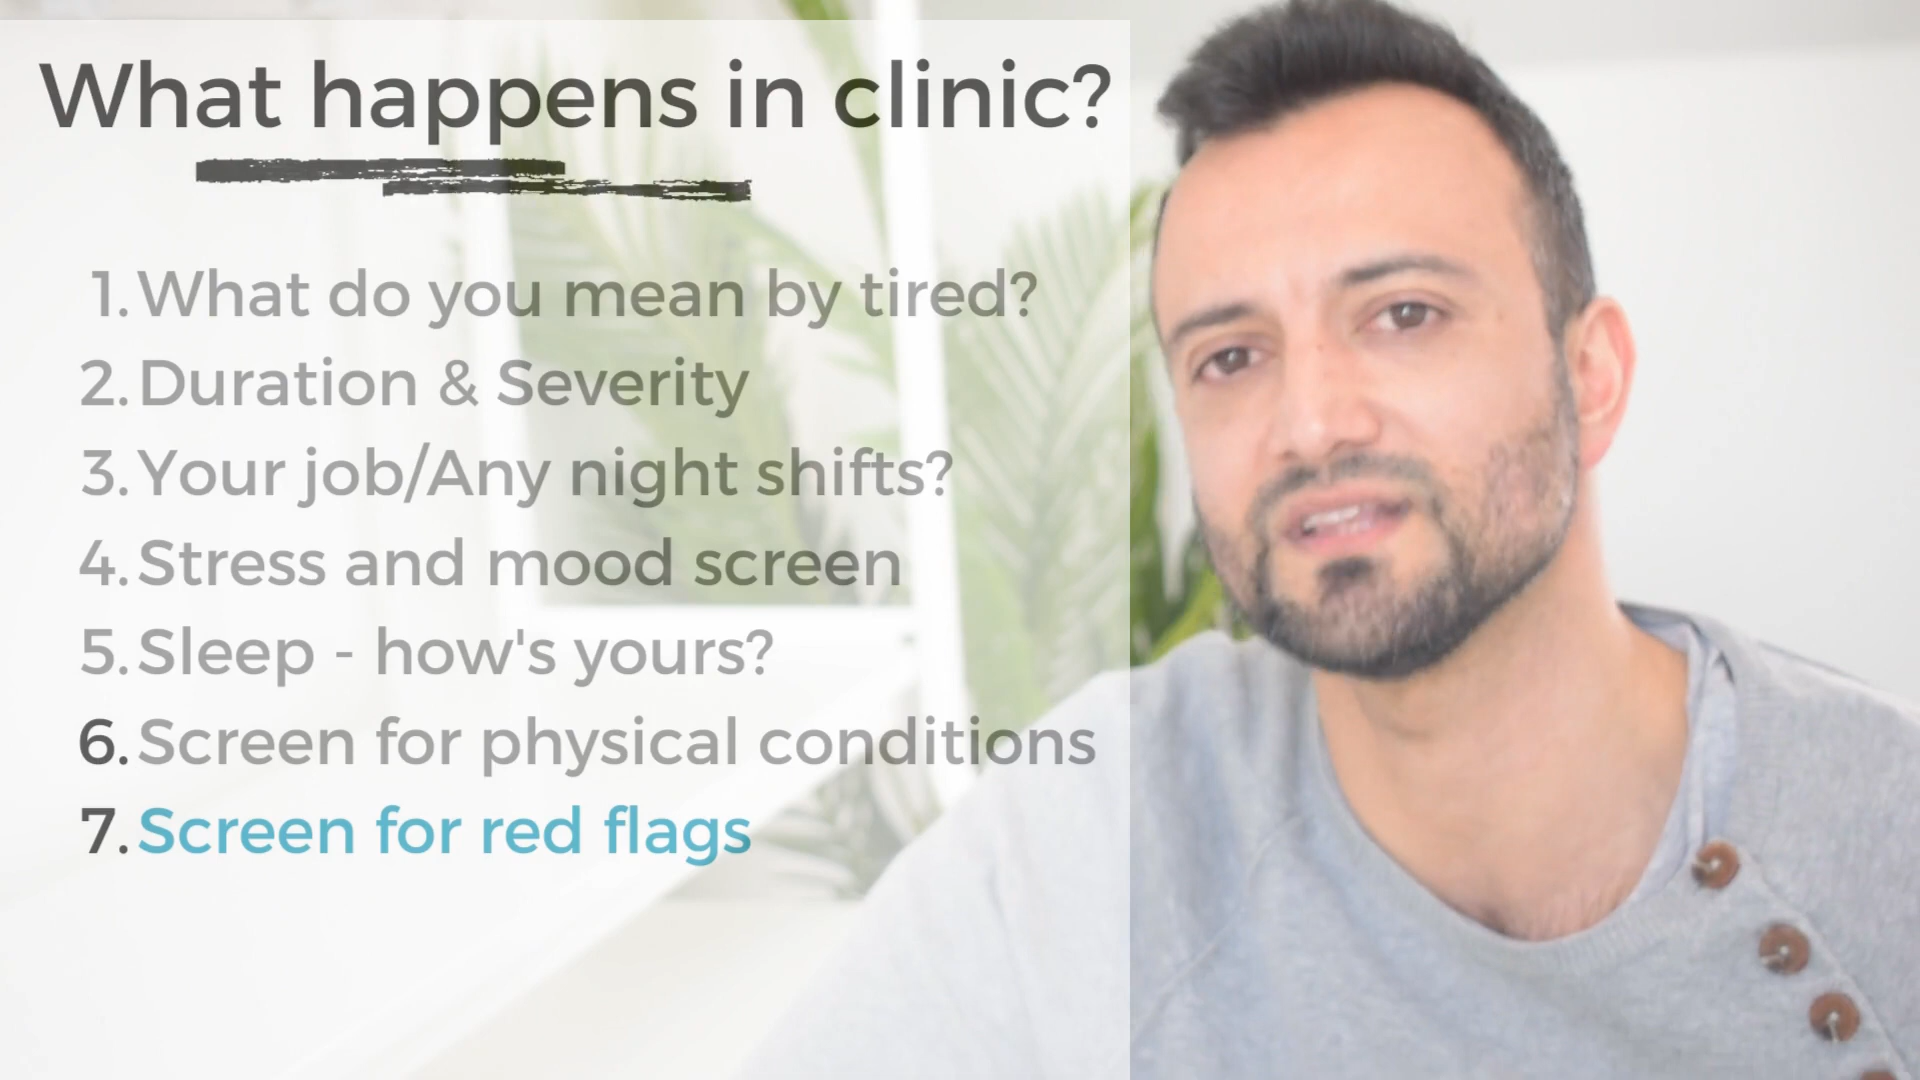 What happens in clinic?
1. What do you mean by tired?
2. Duration & Severity
3. Your job/Any night shifts?
4. Stress and mood screen
5. Sleep - how's yours?
6. Screen for physical conditions
7. Screen for red flags